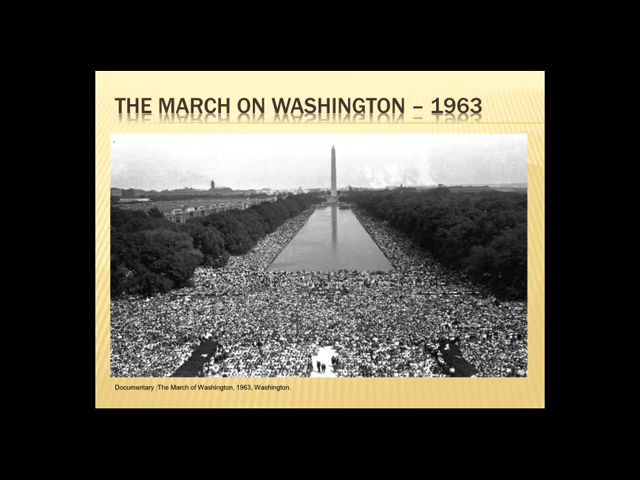 THE MARCH ON WASHINGTON – 1963
Documentary :The March of Washington, 1963, Washington.